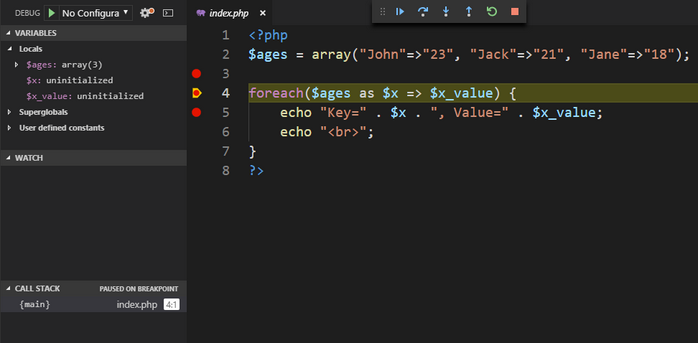 DEBUG No Configura
VARIABLES
Locals
$ages: array(3)
$x: uninitialized
$x_value: uninitialized
Superglobals
User defined constants
WATCH
CALL STACK PAUSED ON BREAKPOINT
{main} index.php 4:1
index.php
1 <?php
2 $ages = array("John"=>"23", "Jack"=>"21", "Jane"=>"18");
3
4 foreach($ages as $x => $x_value) {
5 echo "Key=" . $x . ", Value=" . $x_value;
6 echo "<br>";
7 }
8 ?>